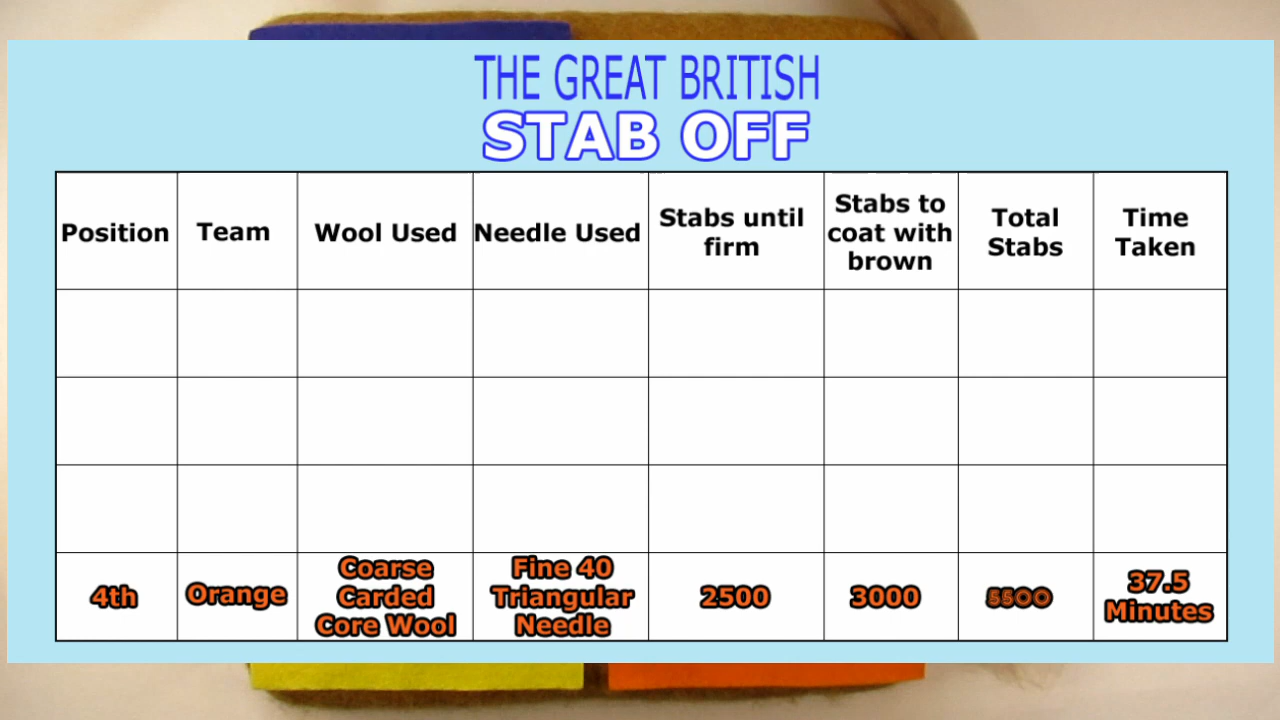 THE GREAT BRITISH
STAB OFF
Position
Team
Wool Used
Needle Used
Stabs until
firm
Stabs to
coat with
brown
Total
Stabs
Time
Taken
4th
Orange
Coarse
Carded
Core Wool
Fine 40
Triangular
Needle
2500
3000
5500
37.5
Minutes